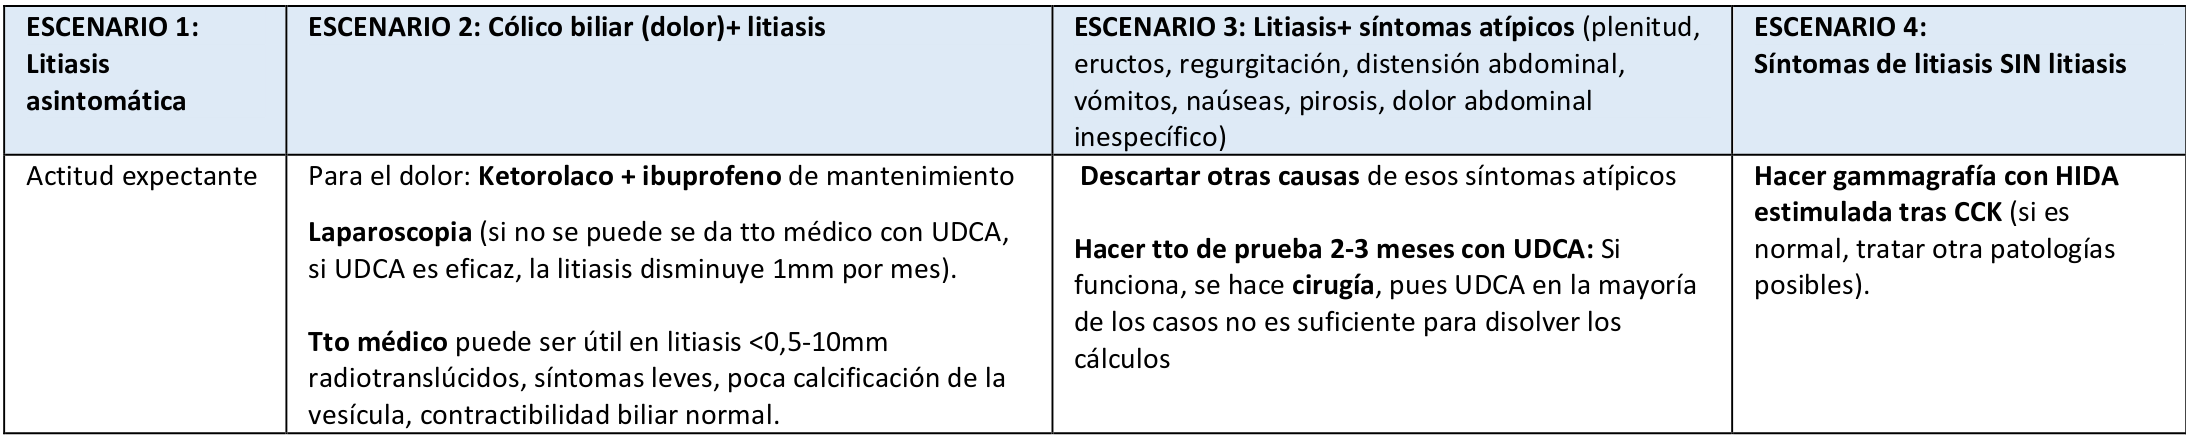 ESCENARIO 1:
Litiasis
asintomática
ESCENARIO 2: Cólico biliar (dolor)+ litiasis
ESCENARIO 3: Litiasis+ síntomas atípicos (plenitud,
eructos, regurgitación, distensión abdominal,
vómitos, naúseas, pirosis, dolor abdominal
inespecífico)
ESCENARIO 4:
Síntomas de litiasis SIN litiasis
Actitud expectante
Para el dolor: Ketorolaco + ibuprofeno de mantenimiento
Laparoscopia (si no se puede se da tto médico con UDCA,
si UDCA es eficaz, la litiasis disminuye 1mm por mes).
Tto médico puede ser útil en litiasis <0,5-10mm
radiotranslúcidos, síntomas leves, poca calcificación de la
vesícula, contractibilidad biliar normal.
Descartar otras causas de esos síntomas atípicos
Hacer tto de prueba 2-3 meses con UDCA: Si
funciona, se hace cirugía, pues UDCA en la mayoría
de los casos no es suficiente para disolver los
cálculos
Hacer gammagrafía con HIDA
estimulada tras CCK (si es
normal, tratar otra patologías
posibles).